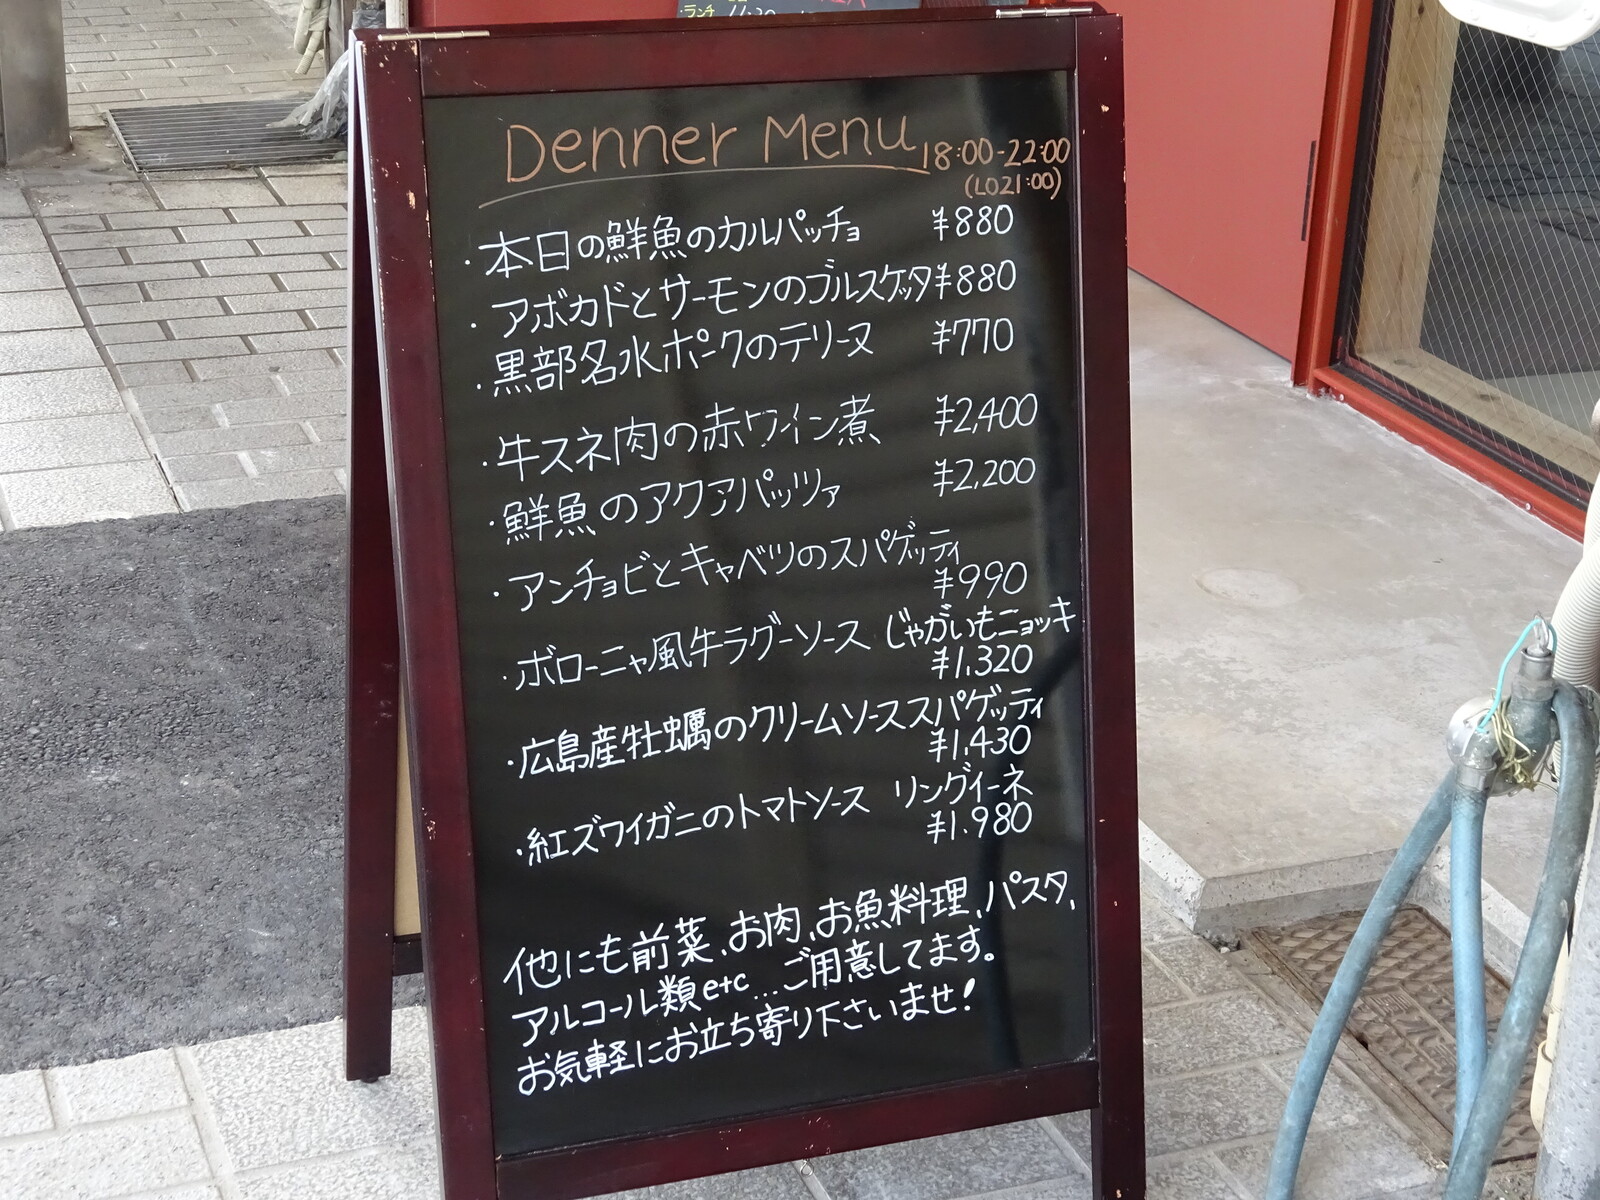 ・ランチ 11:30
Denner Menu 18:00-22:00
(LO21:00)
・本日の鮮魚のカルパッチョ ¥880
・アボカドとサーモンのブルスケッタ ¥880
・黒部名水ポークのテリーヌ ¥770
・牛スネ肉の赤ワイン煮 ¥2,400
・鮮魚のアクアパッツァ ¥2,200
・アンチョビとキャベツのスパゲッティ
¥990
・ボローニャ風牛ラグーソース じゃがいもニョッキ
¥1,320
・広島産牡蠣のクリームソーススパゲッティ
¥1,430
・紅ズワイガニのトマトソース リングイーネ
¥1.980
他にも前菜、お肉、お魚料理、パスタ、
アルコール類etc...ご用意してます。
お気軽にお立ち寄り下さいませ!